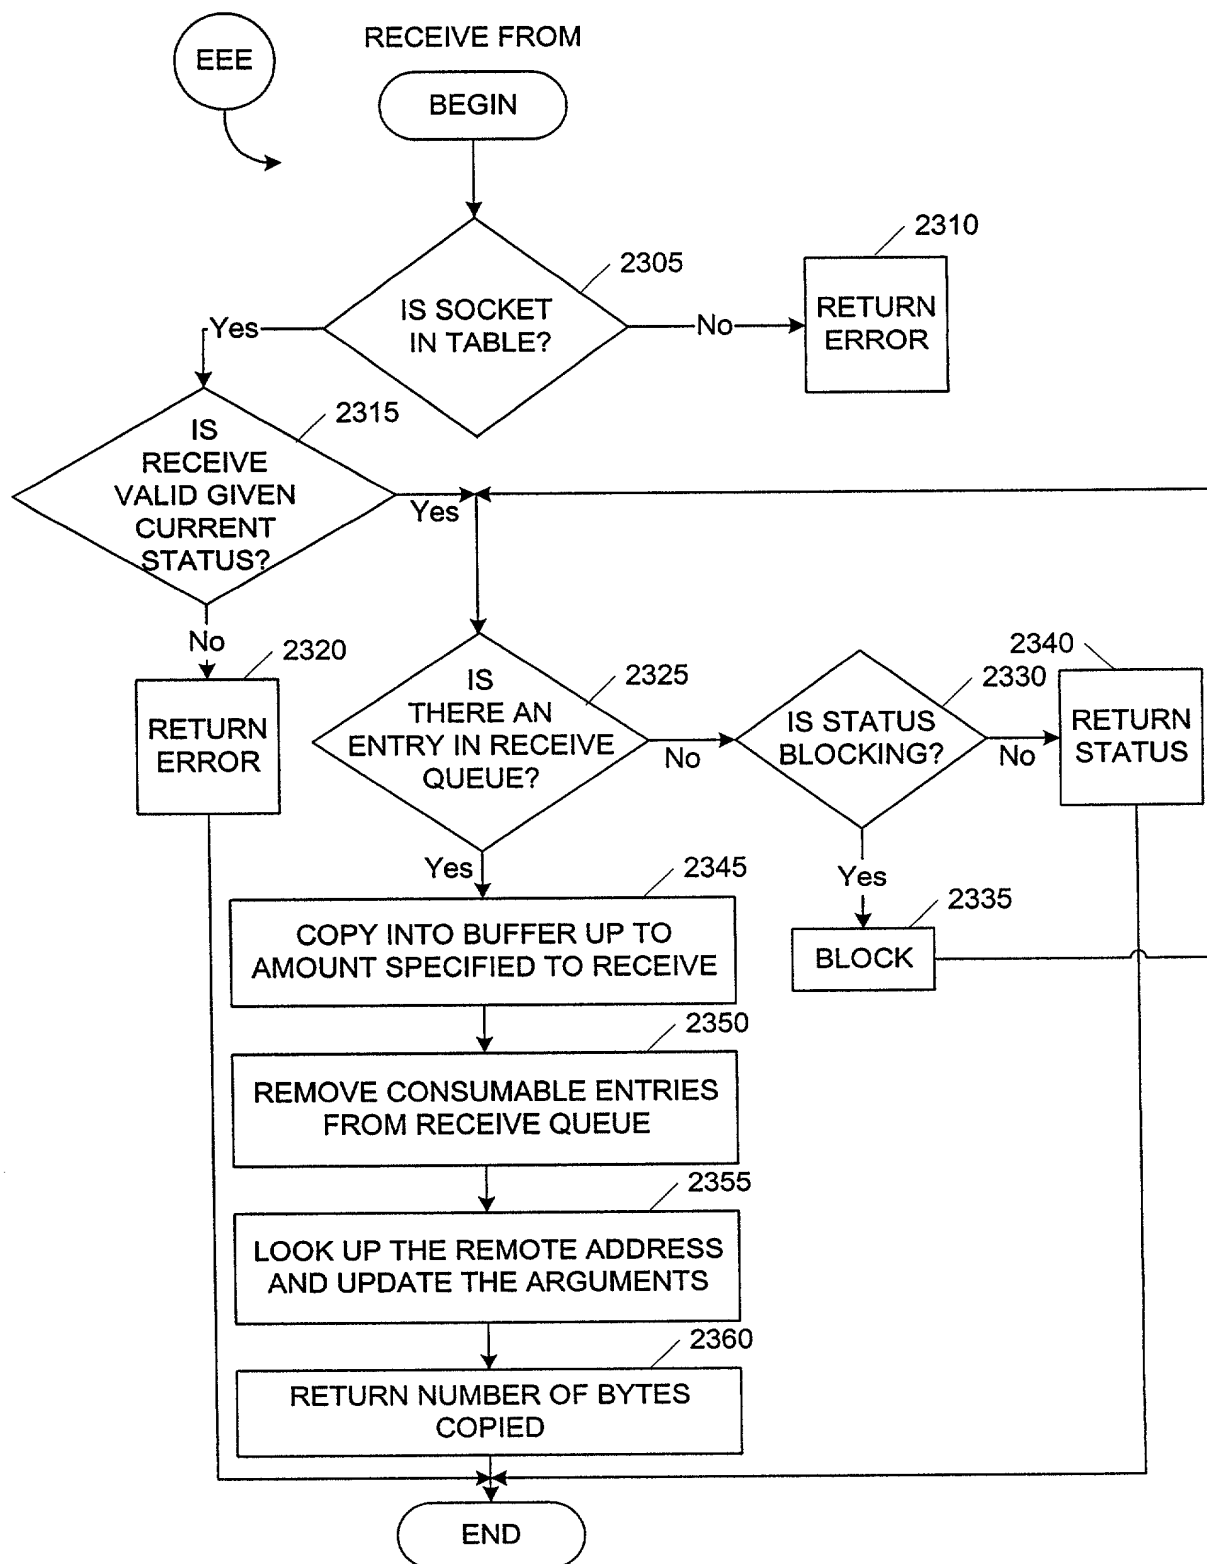 EEE
RECEIVE FROM
BEGIN
2305
IS SOCKET
IN TABLE?
Yes
No
2310
RETURN
ERROR
2315
IS
RECEIVE
VALID GIVEN
CURRENT
STATUS?
Yes
No
2320
RETURN
ERROR
2325
IS
THERE AN
ENTRY IN RECEIVE
QUEUE?
No
Yes
2330
IS STATUS
BLOCKING?
No
Yes
2340
RETURN
STATUS
2335
BLOCK
2345
COPY INTO BUFFER UP TO
AMOUNT SPECIFIED TO RECEIVE
2350
REMOVE CONSUMABLE ENTRIES
FROM RECEIVE QUEUE
2355
LOOK UP THE REMOTE ADDRESS
AND UPDATE THE ARGUMENTS
2360
RETURN NUMBER OF BYTES
COPIED
END